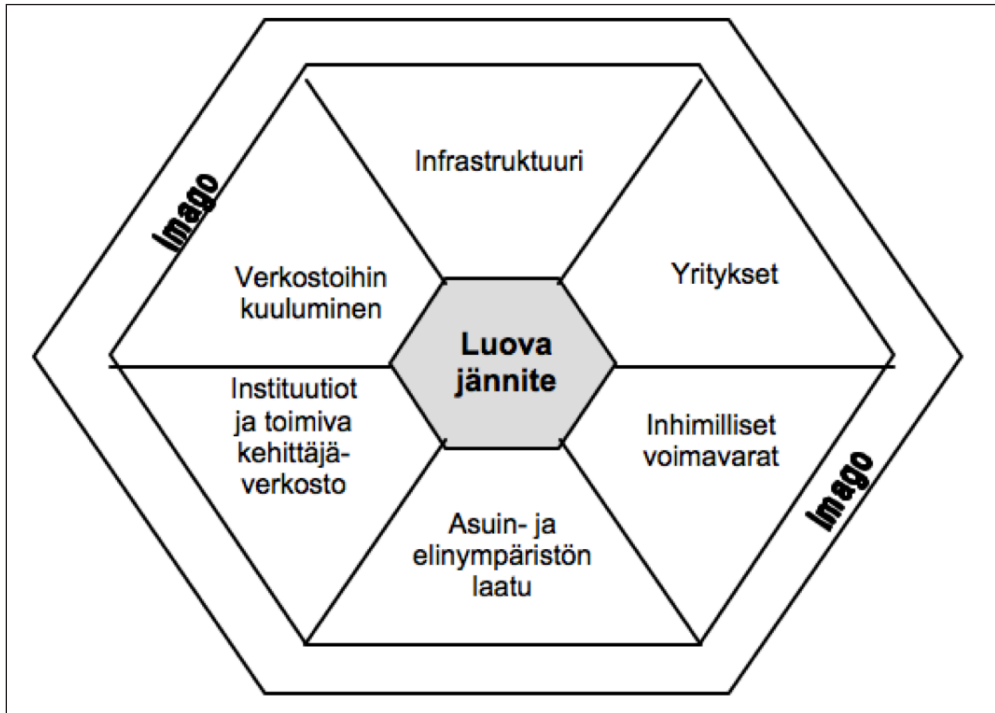 Infrastruktuuri
Imago
Verkostoihin
kuuluminen
Yritykset
Luova
jännite
Instituutiot
ja toimiva
kehittäjä-
verkosto
Inhimilliset
voimavarat
Imago
Asuin- ja
elinympäristön
laatu